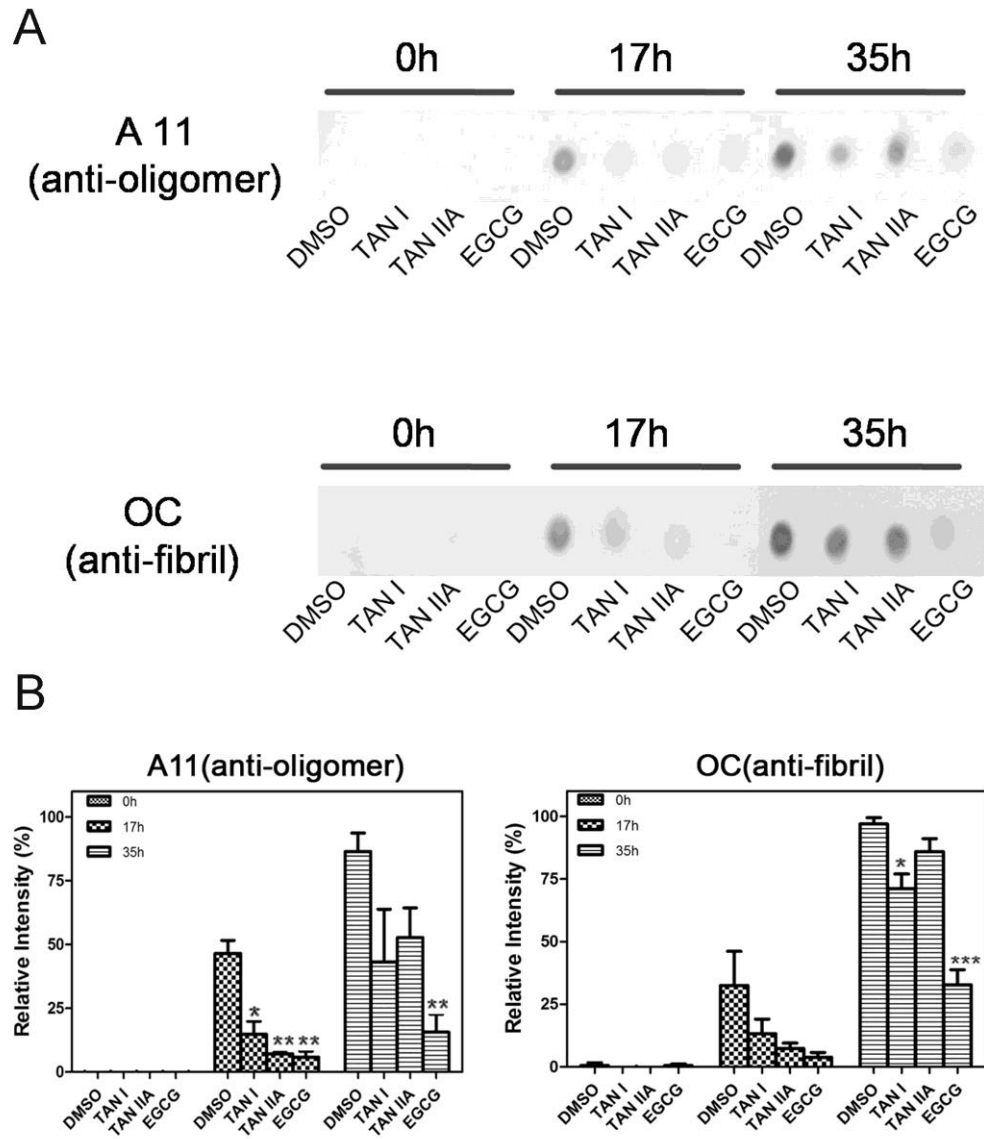 A
0h 17h 35h
A 11
(anti-oligomer)
DMSO TAN I TAN IIA EGCG DMSO TAN I TAN IIA EGCG DMSO TAN I TAN IIA EGCG
0h 17h 35h
OC
(anti-fibril)
DMSO TAN I TAN IIA EGCG DMSO TAN I TAN IIA EGCG DMSO TAN I TAN IIA EGCG
B
A11(anti-oligomer)
Relative Intensity (%)
100
75
50
25
0
0h
17h
35h
* ** ** **
DMSO TAN I TAN IIA EGCG DMSO TAN I TAN IIA EGCG DMSO TAN I TAN IIA EGCG
OC(anti-fibril)
Relative Intensity (%)
100
75
50
25
0
0h
17h
35h
* ***
DMSO TAN I TAN IIA EGCG DMSO TAN I TAN IIA EGCG DMSO TAN I TAN IIA EGCG